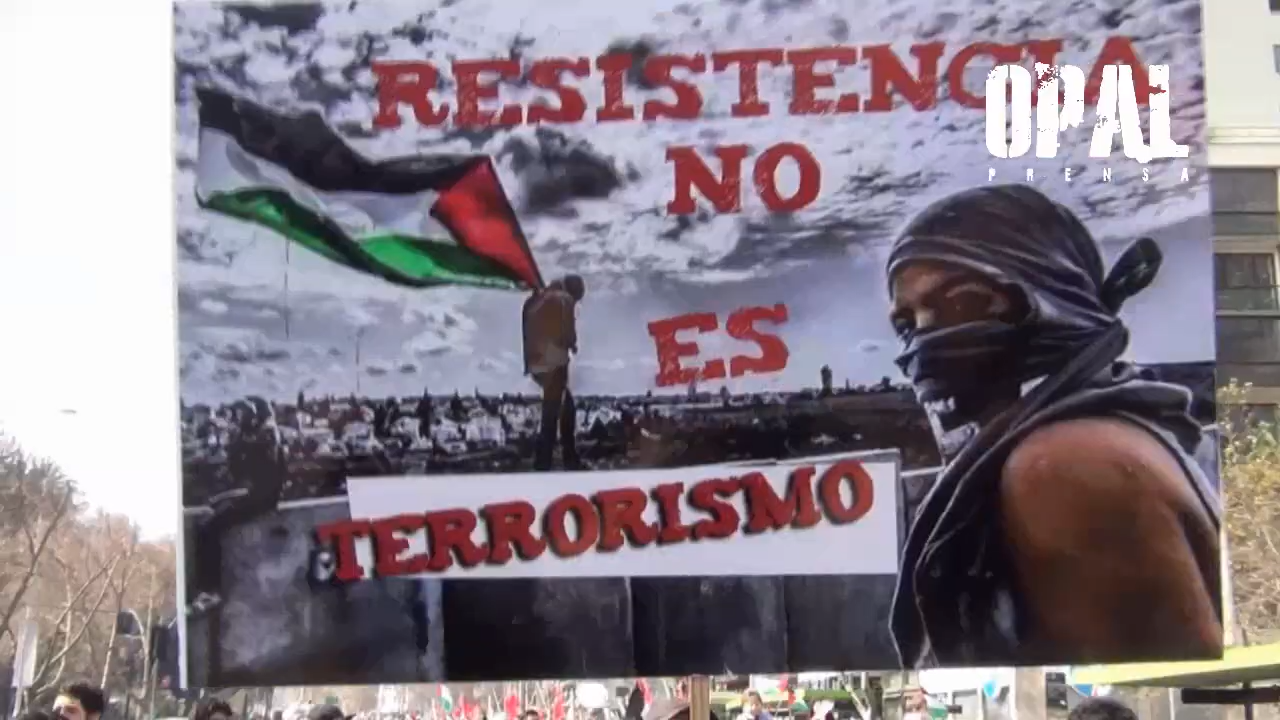 RESISTENCIA
OPAL
PRENSA
NO
ES
TERRORISMO